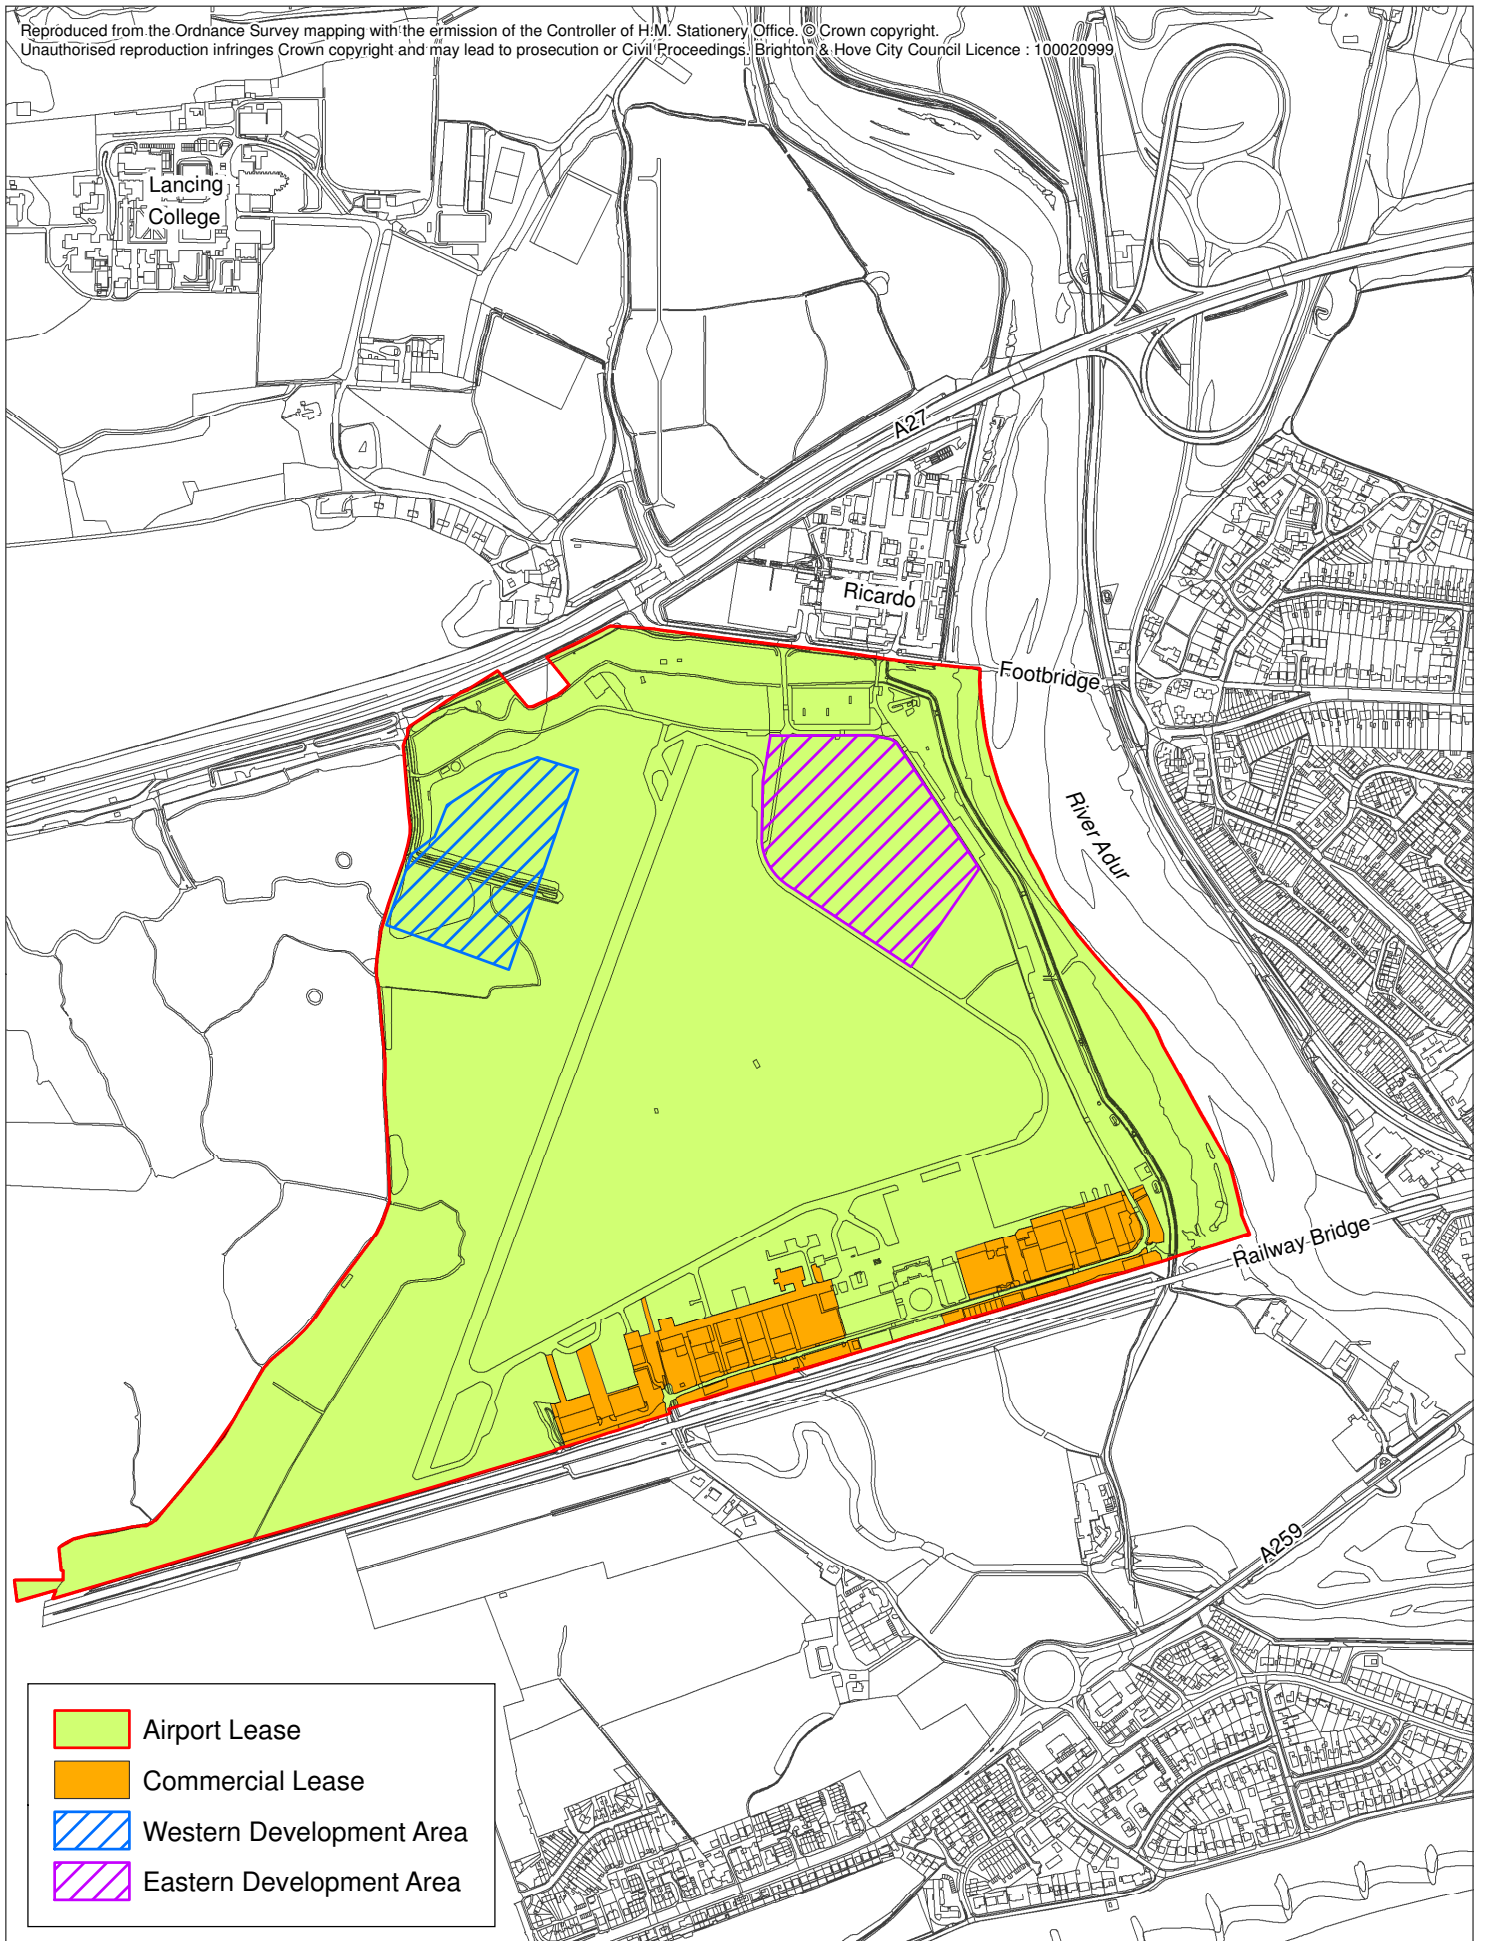 Reproduced from the Ordnance Survey mapping with the ermission of the Controller of H.M. Stationery Office. © Crown copyright.
Unauthorised reproduction infringes Crown copyright and may lead to prosecution or Civil Proceedings. Brighton & Hove City Council Licence : 100020999
Lancing
College
A27
Ricardo
Footbridge
River Adur
Railway Bridge
A259
Airport Lease
Commercial Lease
Western Development Area
Eastern Development Area